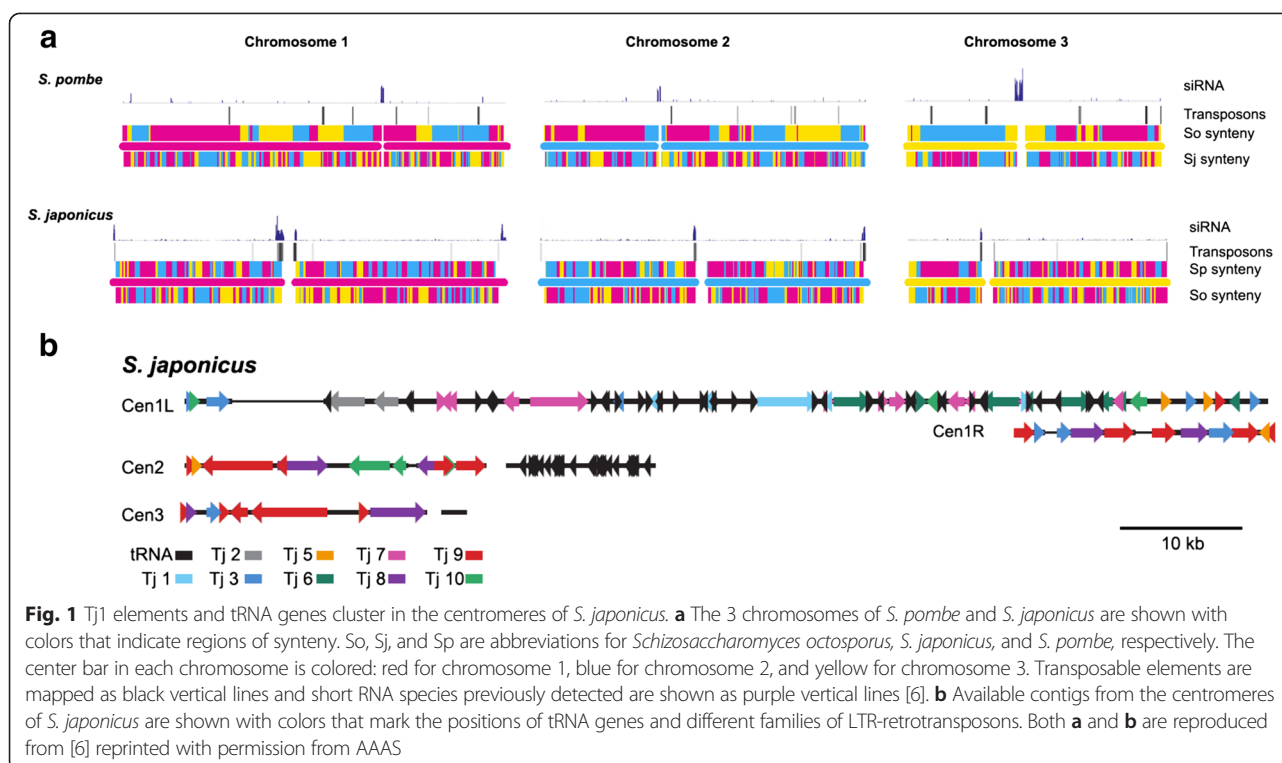 a
Chromosome 1 Chromosome 2 Chromosome 3
S. pombe
siRNA
Transposons
So synteny
Sj synteny
S. japonicus
siRNA
Transposons
Sp synteny
So synteny
b
S. japonicus
Cen1L
Cen1R
Cen2
Cen3
10 kb
tRNA Tj 2 Tj 5 Tj 7 Tj 9
Tj 1 Tj 3 Tj 6 Tj 8 Tj 10
Fig. 1 Tj1 elements and tRNA genes cluster in the centromeres of S. japonicus. a The 3 chromosomes of S. pombe and S. japonicus are shown with
colors that indicate regions of synteny. So, Sj, and Sp are abbreviations for Schizosaccharomyces octosporus, S. japonicus, and S. pombe, respectively. The
center bar in each chromosome is colored: red for chromosome 1, blue for chromosome 2, and yellow for chromosome 3. Transposable elements are
mapped as black vertical lines and short RNA species previously detected are shown as purple vertical lines [6]. b Available contigs from the centromeres
of S. japonicus are shown with colors that mark the positions of tRNA genes and different families of LTR-retrotransposons. Both a and b are reproduced
from [6] reprinted with permission from AAAS